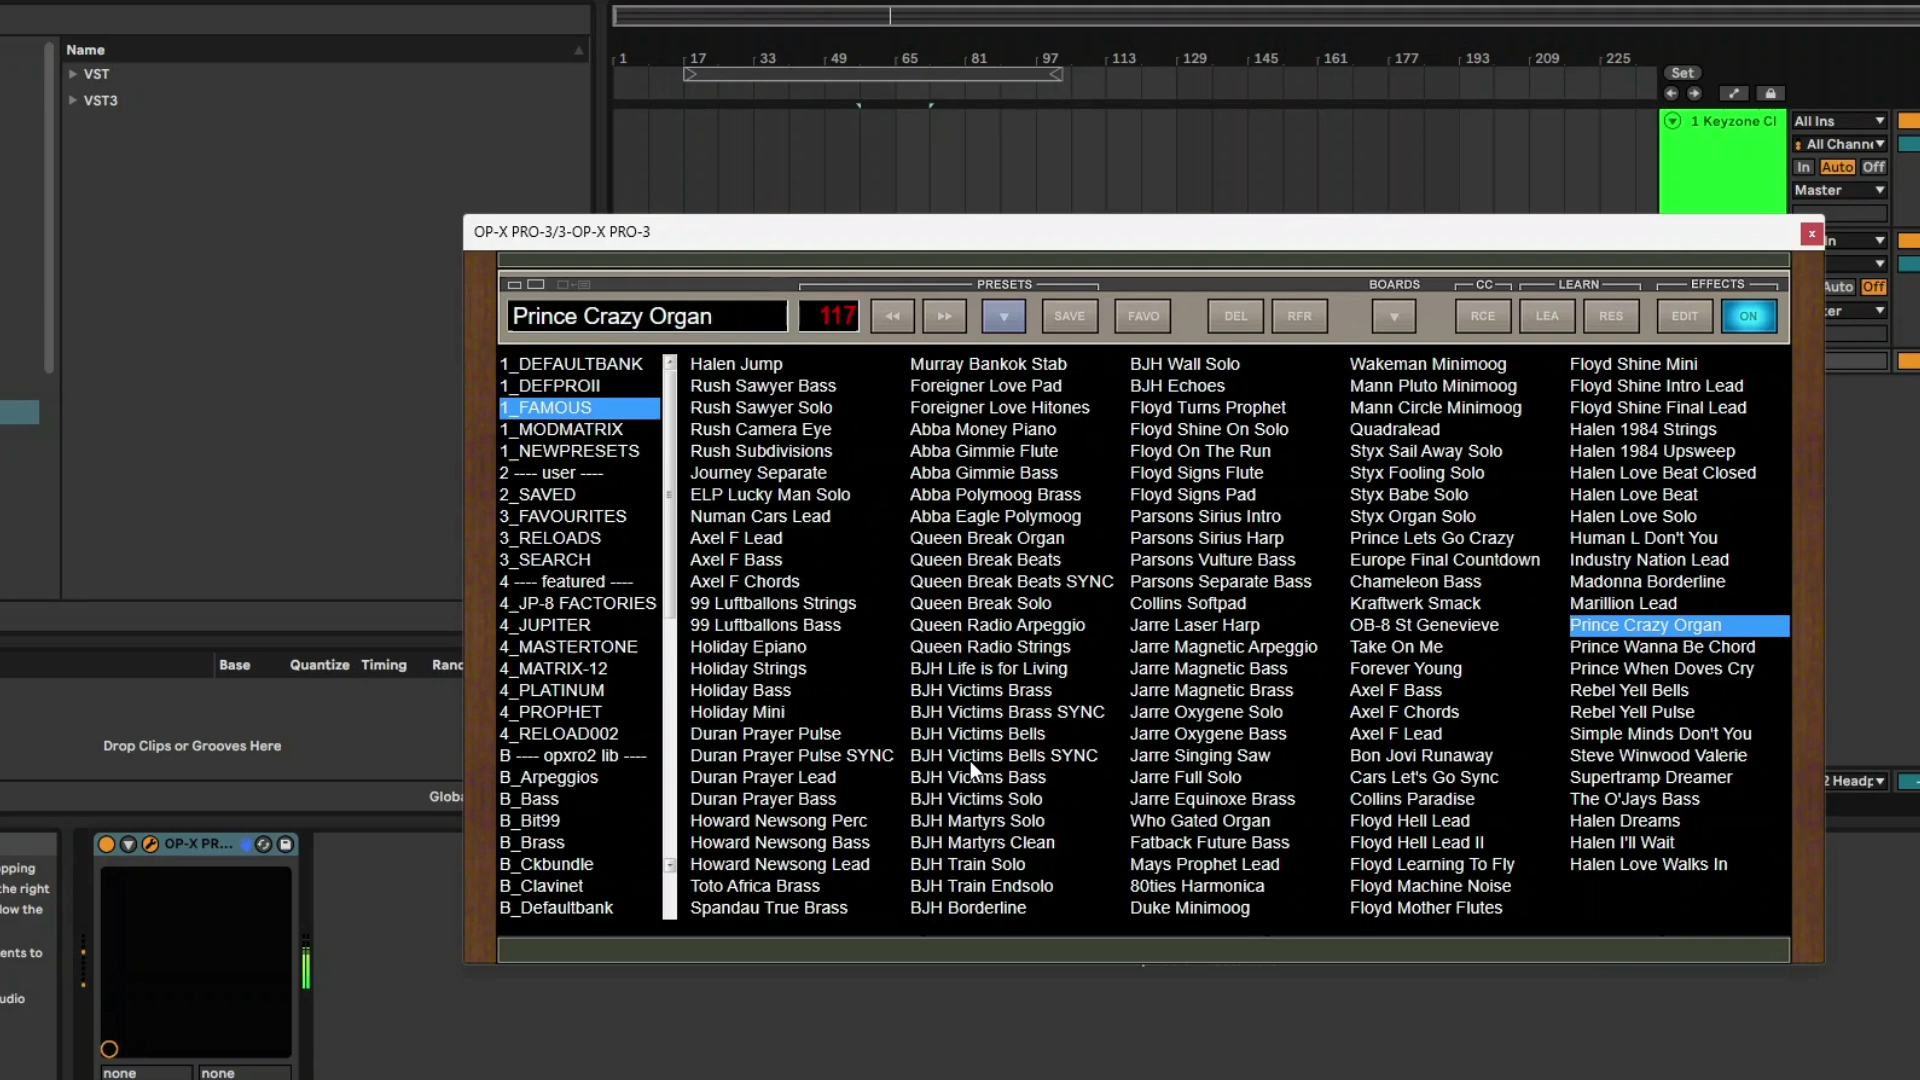 Name
VST
VST3
1 17 33 49 65 81 97 113 129 145 161 177 193 209 225
Set
1 Keyzone Cl
All Ins
All Channe
In Auto Off
Master
OP-X PRO-3/3-OP-X PRO-3
x
in
Auto Off
ter
PRESETS BOARDS CC LEARN EFFECTS
Prince Crazy Organ 117 SAVE FAVO DEL RFR RCE LEA RES EDIT ON
1_DEFAULTBANK Halen Jump Murray Bankok Stab BJH Wall Solo Wakeman Minimoog Floyd Shine Mini
1_DEFPROII Rush Sawyer Bass Foreigner Love Pad BJH Echoes Mann Pluto Minimoog Floyd Shine Intro Lead
1_FAMOUS Rush Sawyer Solo Foreigner Love Hitones Floyd Turns Prophet Mann Circle Minimoog Floyd Shine Final Lead
1_MODMATRIX Rush Camera Eye Abba Money Piano Floyd Shine On Solo Quadralead Halen 1984 Strings
1_NEWPRESETS Rush Subdivisions Abba Gimmie Flute Floyd On The Run Styx Sail Away Solo Halen 1984 Upsweep
2 ---- user ---- Journey Separate Abba Gimmie Bass Floyd Signs Flute Styx Fooling Solo Halen Love Beat Closed
2_SAVED ELP Lucky Man Solo Abba Polymoog Brass Floyd Signs Pad Styx Babe Solo Halen Love Beat
3_FAVOURITES Numan Cars Lead Abba Eagle Polymoog Parsons Sirius Intro Styx Organ Solo Halen Love Solo
3_RELOADS Axel F Lead Queen Break Organ Parsons Sirius Harp Prince Lets Go Crazy Human L Don't You
3_SEARCH Axel F Bass Queen Break Beats Parsons Vulture Bass Europe Final Countdown Industry Nation Lead
4 ---- featured ---- Axel F Chords Queen Break Beats SYNC Parsons Separate Bass Chameleon Bass Madonna Borderline
4_JP-8 FACTORIES 99 Luftballons Strings Queen Break Solo Collins Softpad Kraftwerk Smack Marillion Lead
4_JUPITER 99 Luftballons Bass Queen Radio Arpeggio Jarre Laser Harp OB-8 St Genevieve Prince Crazy Organ
4_MASTERTONE Holiday Epiano Queen Radio Strings Jarre Magnetic Arpeggio Take On Me Prince Wanna Be Chord
4_MATRIX-12 Holiday Strings BJH Life is for Living Jarre Magnetic Bass Forever Young Prince When Doves Cry
4_PLATINUM Holiday Bass BJH Victims Brass Jarre Magnetic Brass Axel F Bass Rebel Yell Bells
4_PROPHET Holiday Mini BJH Victims Brass SYNC Jarre Oxygene Solo Axel F Chords Rebel Yell Pulse
4_RELOAD002 Duran Prayer Pulse BJH Victims Bells Jarre Oxygene Bass Axel F Lead Simple Minds Don't You
B ---- opxro2 lib ---- Duran Prayer Pulse SYNC BJH Victims Bells SYNC Jarre Singing Saw Bon Jovi Runaway Steve Winwood Valerie
B_Arpeggios Duran Prayer Lead BJH Victims Bass Jarre Full Solo Cars Let's Go Sync Supertramp Dreamer
B_Bass Duran Prayer Bass BJH Victims Solo Jarre Equinoxe Brass Collins Paradise The O'Jays Bass
B_Bit99 Howard Newsong Perc BJH Martyrs Solo Who Gated Organ Floyd Hell Lead Halen Dreams
B_Brass Howard Newsong Bass BJH Martyrs Clean Fatback Future Bass Floyd Hell Lead II Halen I'll Wait
B_Ckbundle Howard Newsong Lead BJH Train Solo Mays Prophet Lead Floyd Learning To Fly Halen Love Walks In
B_Clavinet Toto Africa Brass BJH Train Endsolo 80ties Harmonica Floyd Machine Noise
B_Defaultbank Spandau True Brass BJH Borderline Duke Minimoog Floyd Mother Flutes
Base Quantize Timing Rand
Drop Clips or Grooves Here
Globa
2 Headp
OP-X PR...
pping
the right
low the
ents to
udio
none none